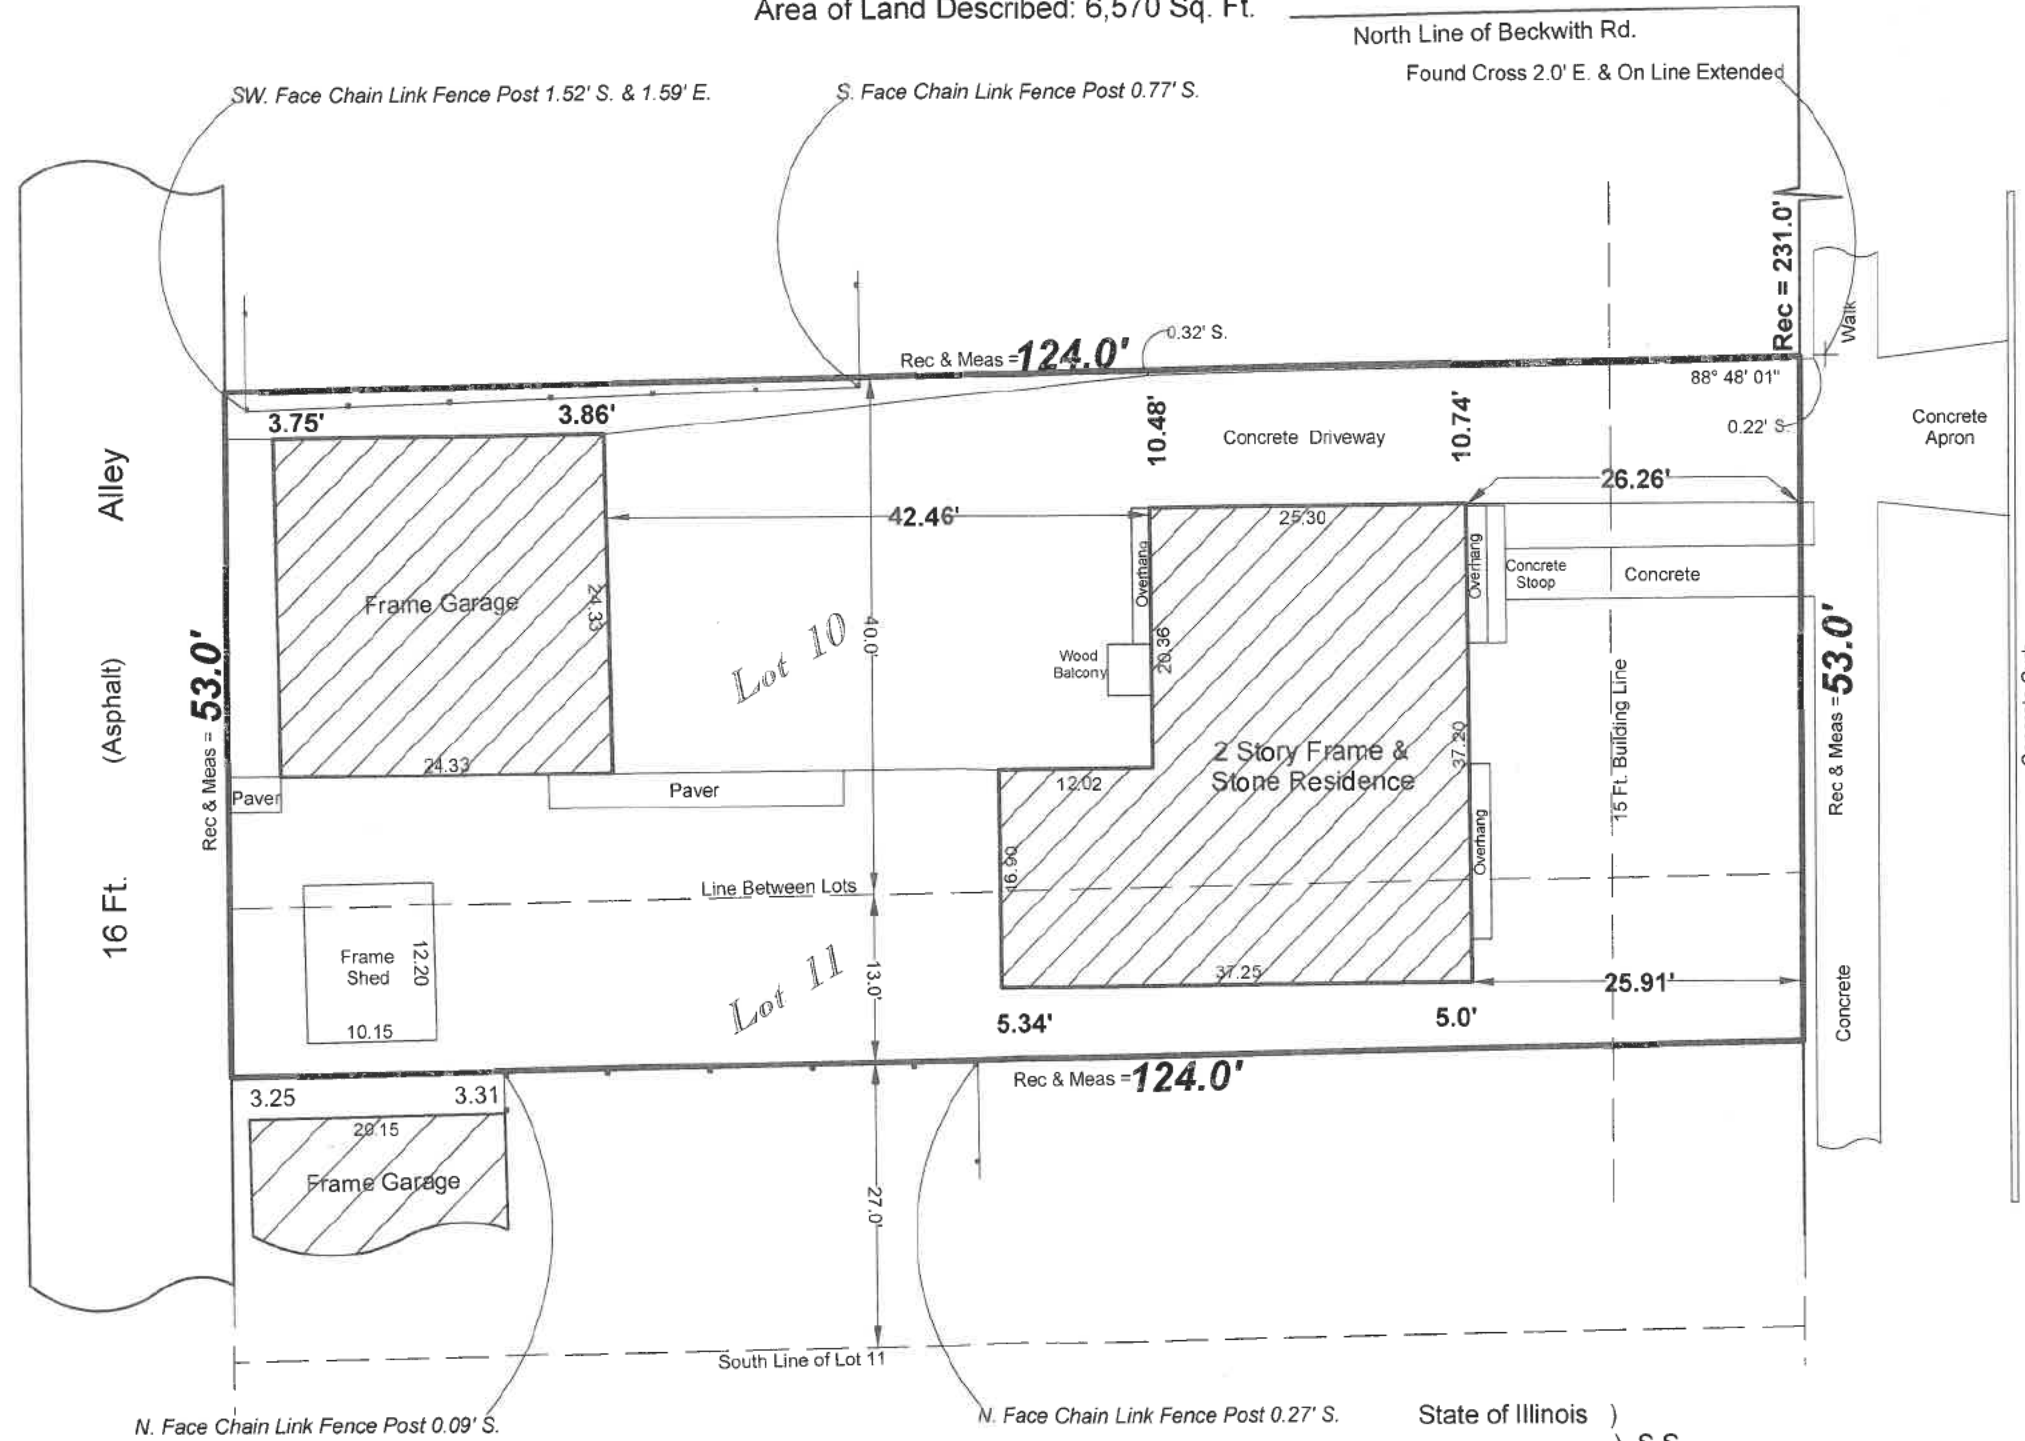 Area of Land Described: 6,570 Sq. Ft.
North Line of Beckwith Rd.
Found Cross 2.0' E. & On Line Extended
SW. Face Chain Link Fence Post 1.52' S. & 1.59' E.
S. Face Chain Link Fence Post 0.77' S.
Rec = 231.0'
Walk
Rec & Meas = 124.0'
0.32' S.
88° 48' 01"
0.22' S.
Concrete
Apron
3.75'
3.86'
10.48'
Concrete Driveway
10.74'
26.26'
42.46'
25.30
Alley
(Asphalt)
16 Ft.
Rec & Meas = 53.0'
Frame Garage
24.33
24.33
Lot 10
40.0'
Overhang
Wood
Balcony
20.36
Overhang
Concrete
Stoop
Concrete
2 Story Frame &
Stone Residence
37.20
12.02
16.90
Overhang
15 Ft. Building Line
Rec & Meas = 53.0'
Paver
Paver
Line Between Lots
Frame
Shed
12.20
10.15
Lot 11
13.0'
37.25
25.91'
5.34'
5.0'
Concrete
Rec & Meas = 124.0'
3.25
3.31
20.15
Frame Garage
27.0'
South Line of Lot 11
N. Face Chain Link Fence Post 0.09' S.
N. Face Chain Link Fence Post 0.27' S.
State of Illinois )